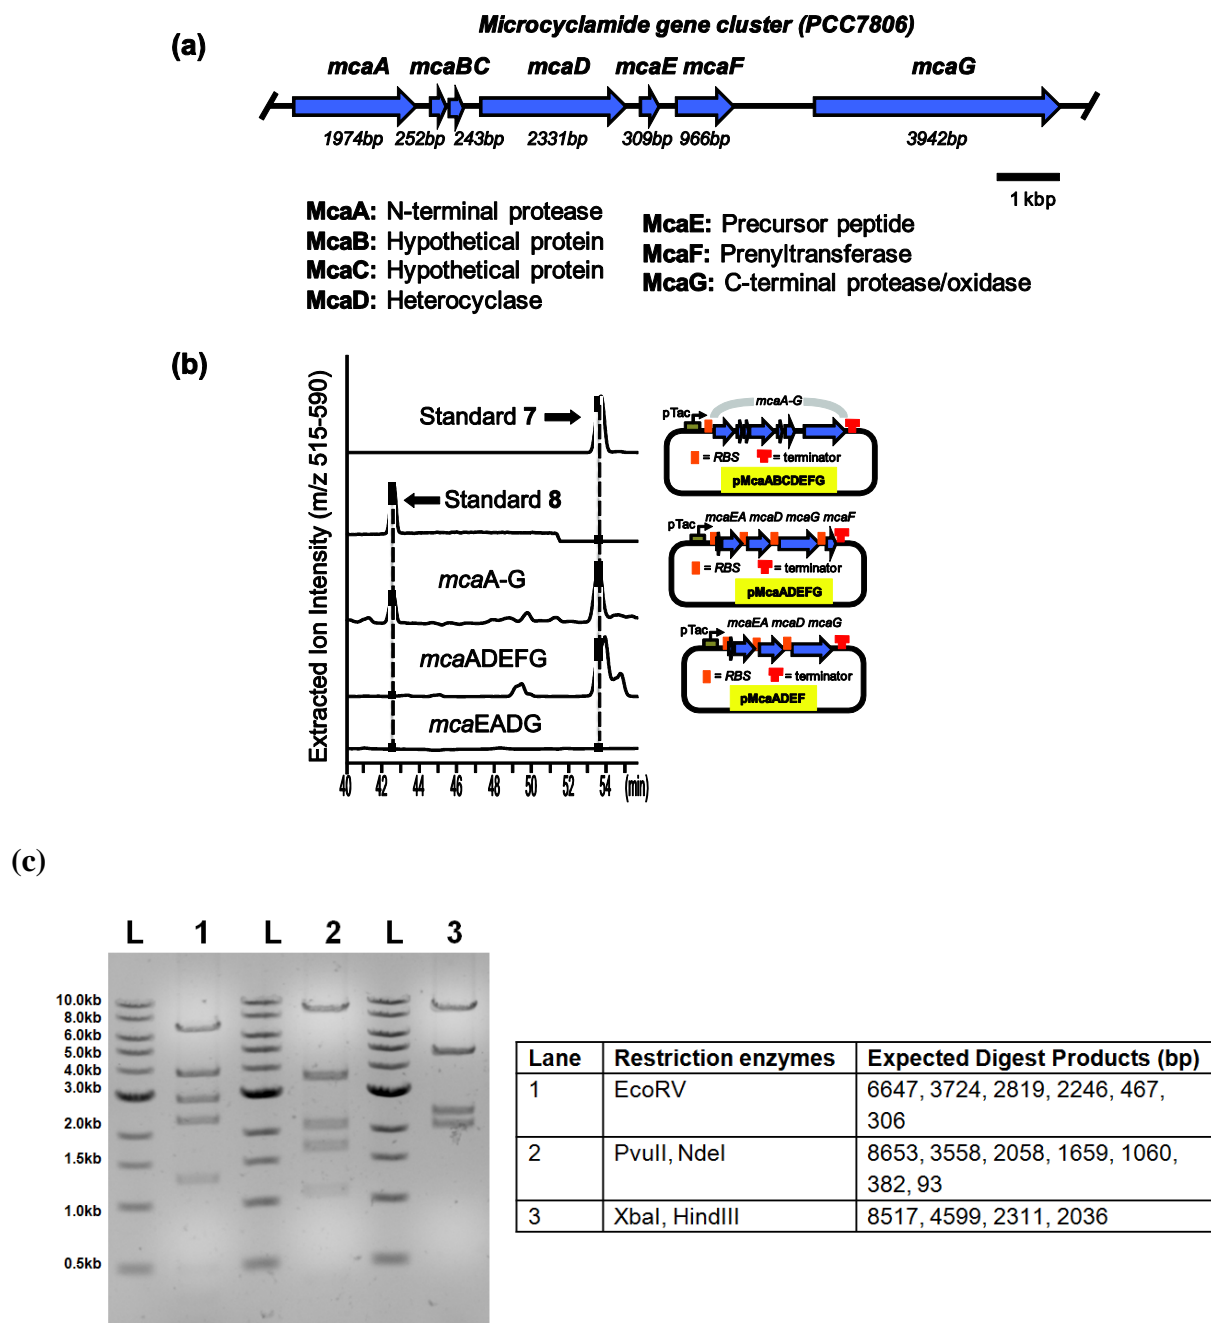 Microcyclamide gene cluster (PCC7806)
(a)
mcaA mcaBC mcaD mcaE mcaF mcaG
1974bp 252bp 243bp 2331bp 309bp 966bp 3942bp
1 kbp
McaA: N-terminal protease
McaB: Hypothetical protein
McaC: Hypothetical protein
McaD: Heterocyclase
McaE: Precursor peptide
McaF: Prenyltransferase
McaG: C-terminal protease/oxidase
(b)
Extracted Ion Intensity (m/z 515-590)
Standard 7
Standard 8
mcaA-G
mcaADEFG
mcaEADG
40 42 44 46 48 50 52 54 (min)
mcaA-G
pTac
= RBS = terminator
pMcaABCDEFG
mcaEA mcaD mcaG mcaF
pTac
= RBS = terminator
pMcaADEFG
mcaEA mcaD mcaG
pTac
= RBS = terminator
pMcaADEF
(c)
L 1 L 2 L 3
10.0kb
8.0kb
6.0kb
5.0kb
4.0kb
3.0kb
2.0kb
1.5kb
1.0kb
0.5kb
Lane Restriction enzymes Expected Digest Products (bp)
1 EcoRV 6647, 3724, 2819, 2246, 467,
306
2 PvuII, NdeI 8653, 3558, 2058, 1659, 1060,
382, 93
3 XbaI, HindIII 8517, 4599, 2311, 2036